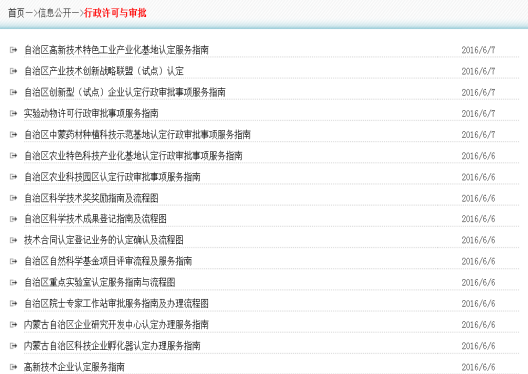 首页-->信息公开-->行政许可与审批
自治区高新技术特色工业产业化基地认定服务指南 2016/6/7
自治区产业技术创新战略联盟（试点）认定 2016/6/7
自治区创新型（试点）企业认定行政审批事项服务指南 2016/6/7
实验动物许可行政审批事项服务指南 2016/6/7
自治区中蒙药材种植科技示范基地认定行政审批事项服务指南 2016/6/7
自治区农业特色科技产业化基地认定行政审批事项服务指南 2016/6/6
自治区农业科技园区认定行政审批事项服务指南 2016/6/6
自治区科学技术奖奖励指南及流程图 2016/6/6
自治区科学技术成果登记指南及流程图 2016/6/6
技术合同认定登记业务的认定确认及流程图 2016/6/6
自治区自然科学基金项目评审流程及服务指南 2016/6/6
自治区重点实验室认定服务指南与流程图 2016/6/6
自治区院士专家工作站审批服务指南及办理流程图 2016/6/6
内蒙古自治区企业研究开发中心认定办理服务指南 2016/6/6
内蒙古自治区科技企业孵化器认定办理服务指南 2016/6/6
高新技术企业认定服务指南 2016/6/6